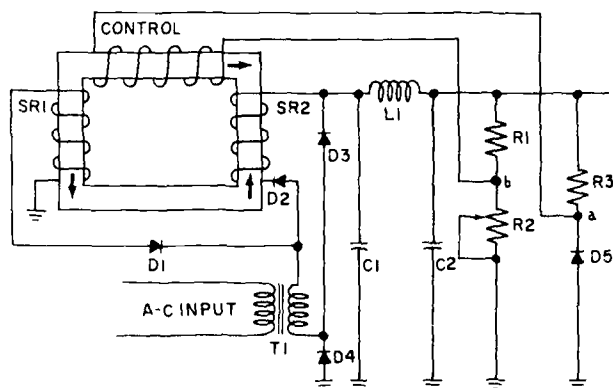 CONTROL
SR1
SR2
L1
D3
R1
D2
b
R3
a
R2
D1
C1
C2
D5
A-C INPUT
T1
D4